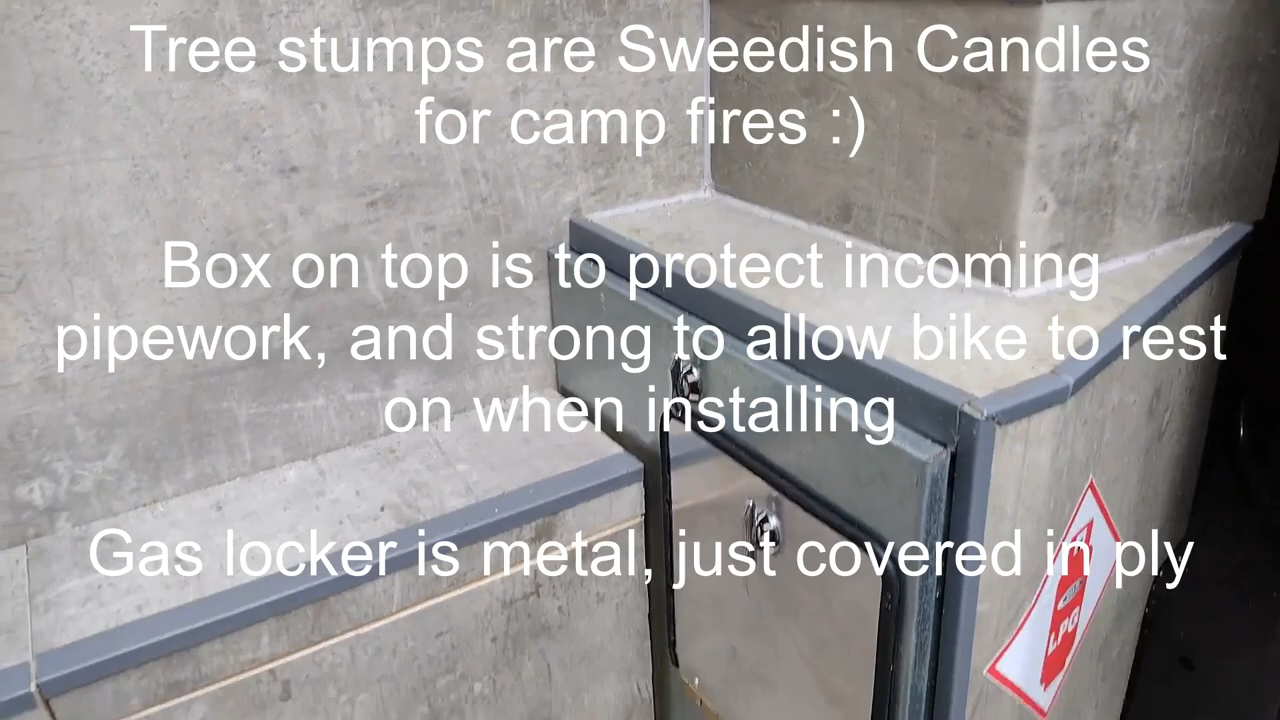 Tree stumps are Sweedish Candles
for camp fires :)
Box on top is to protect incoming
pipework, and strong to allow bike to rest
on when installing
Gas locker is metal, just covered in ply
LPG